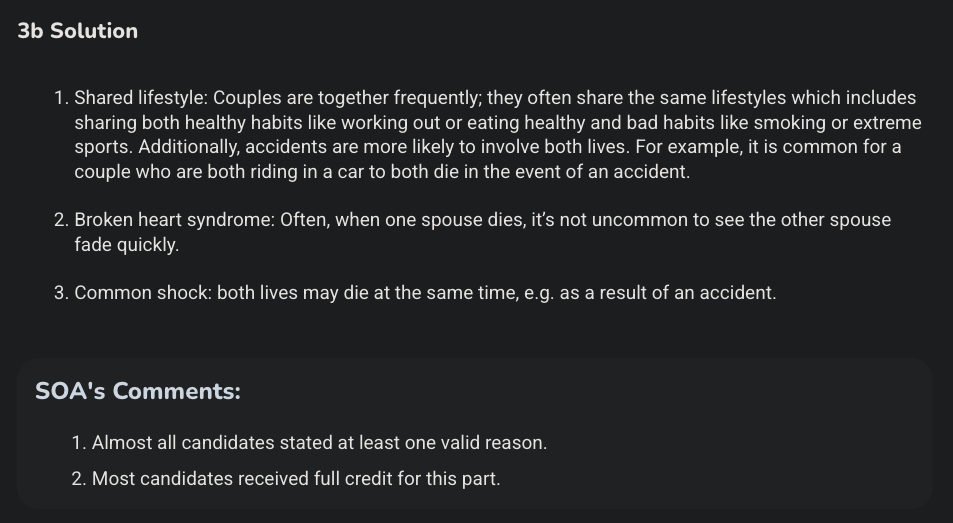 3b Solution
1. Shared lifestyle: Couples are together frequently; they often share the same lifestyles which includes
sharing both healthy habits like working out or eating healthy and bad habits like smoking or extreme
sports. Additionally, accidents are more likely to involve both lives. For example, it is common for a
couple who are both riding in a car to both die in the event of an accident.
2. Broken heart syndrome: Often, when one spouse dies, it’s not uncommon to see the other spouse
fade quickly.
3. Common shock: both lives may die at the same time, e.g. as a result of an accident.
SOA's Comments:
1. Almost all candidates stated at least one valid reason.
2. Most candidates received full credit for this part.